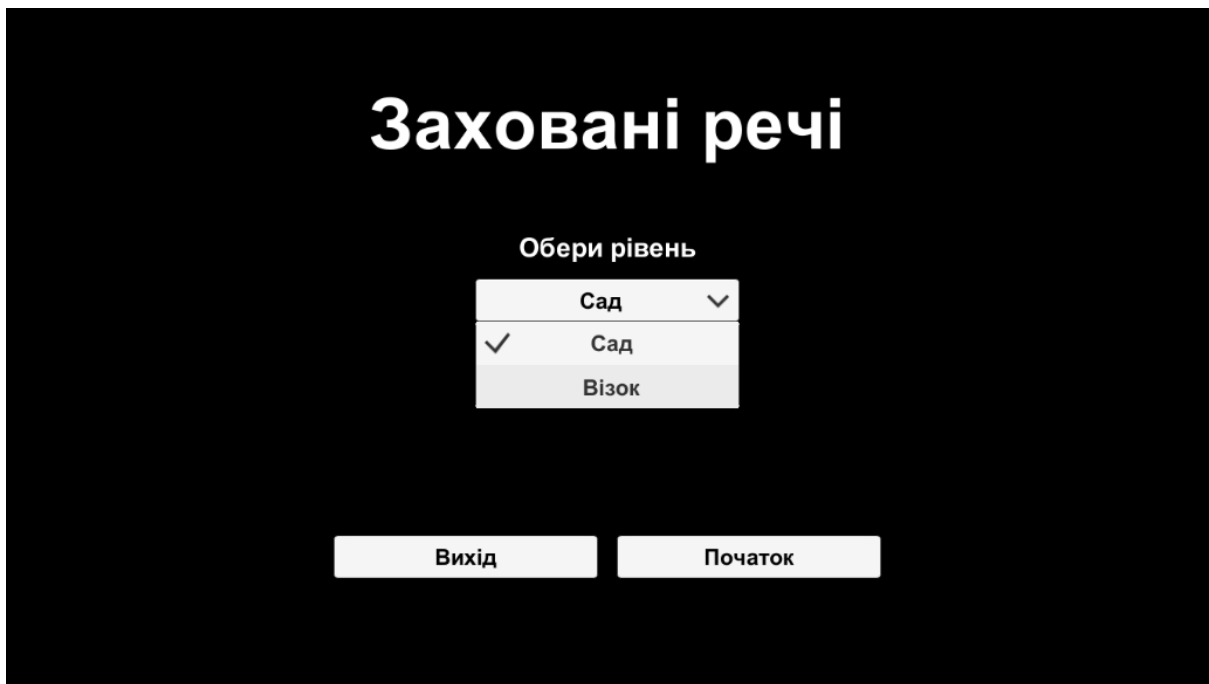 Заховані речі
Обери рівень
Сад
Сад
Візок
Вихід
Початок